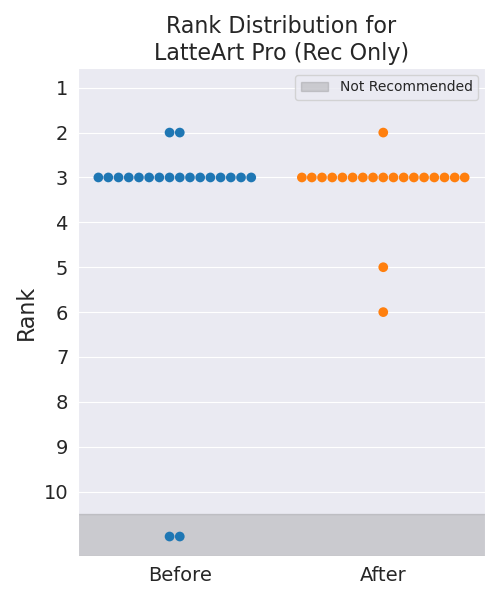 Rank Distribution for
LatteArt Pro (Rec Only)
Not Recommended
1
2
3
4
5
6
7
8
9
10
Rank
Before
After